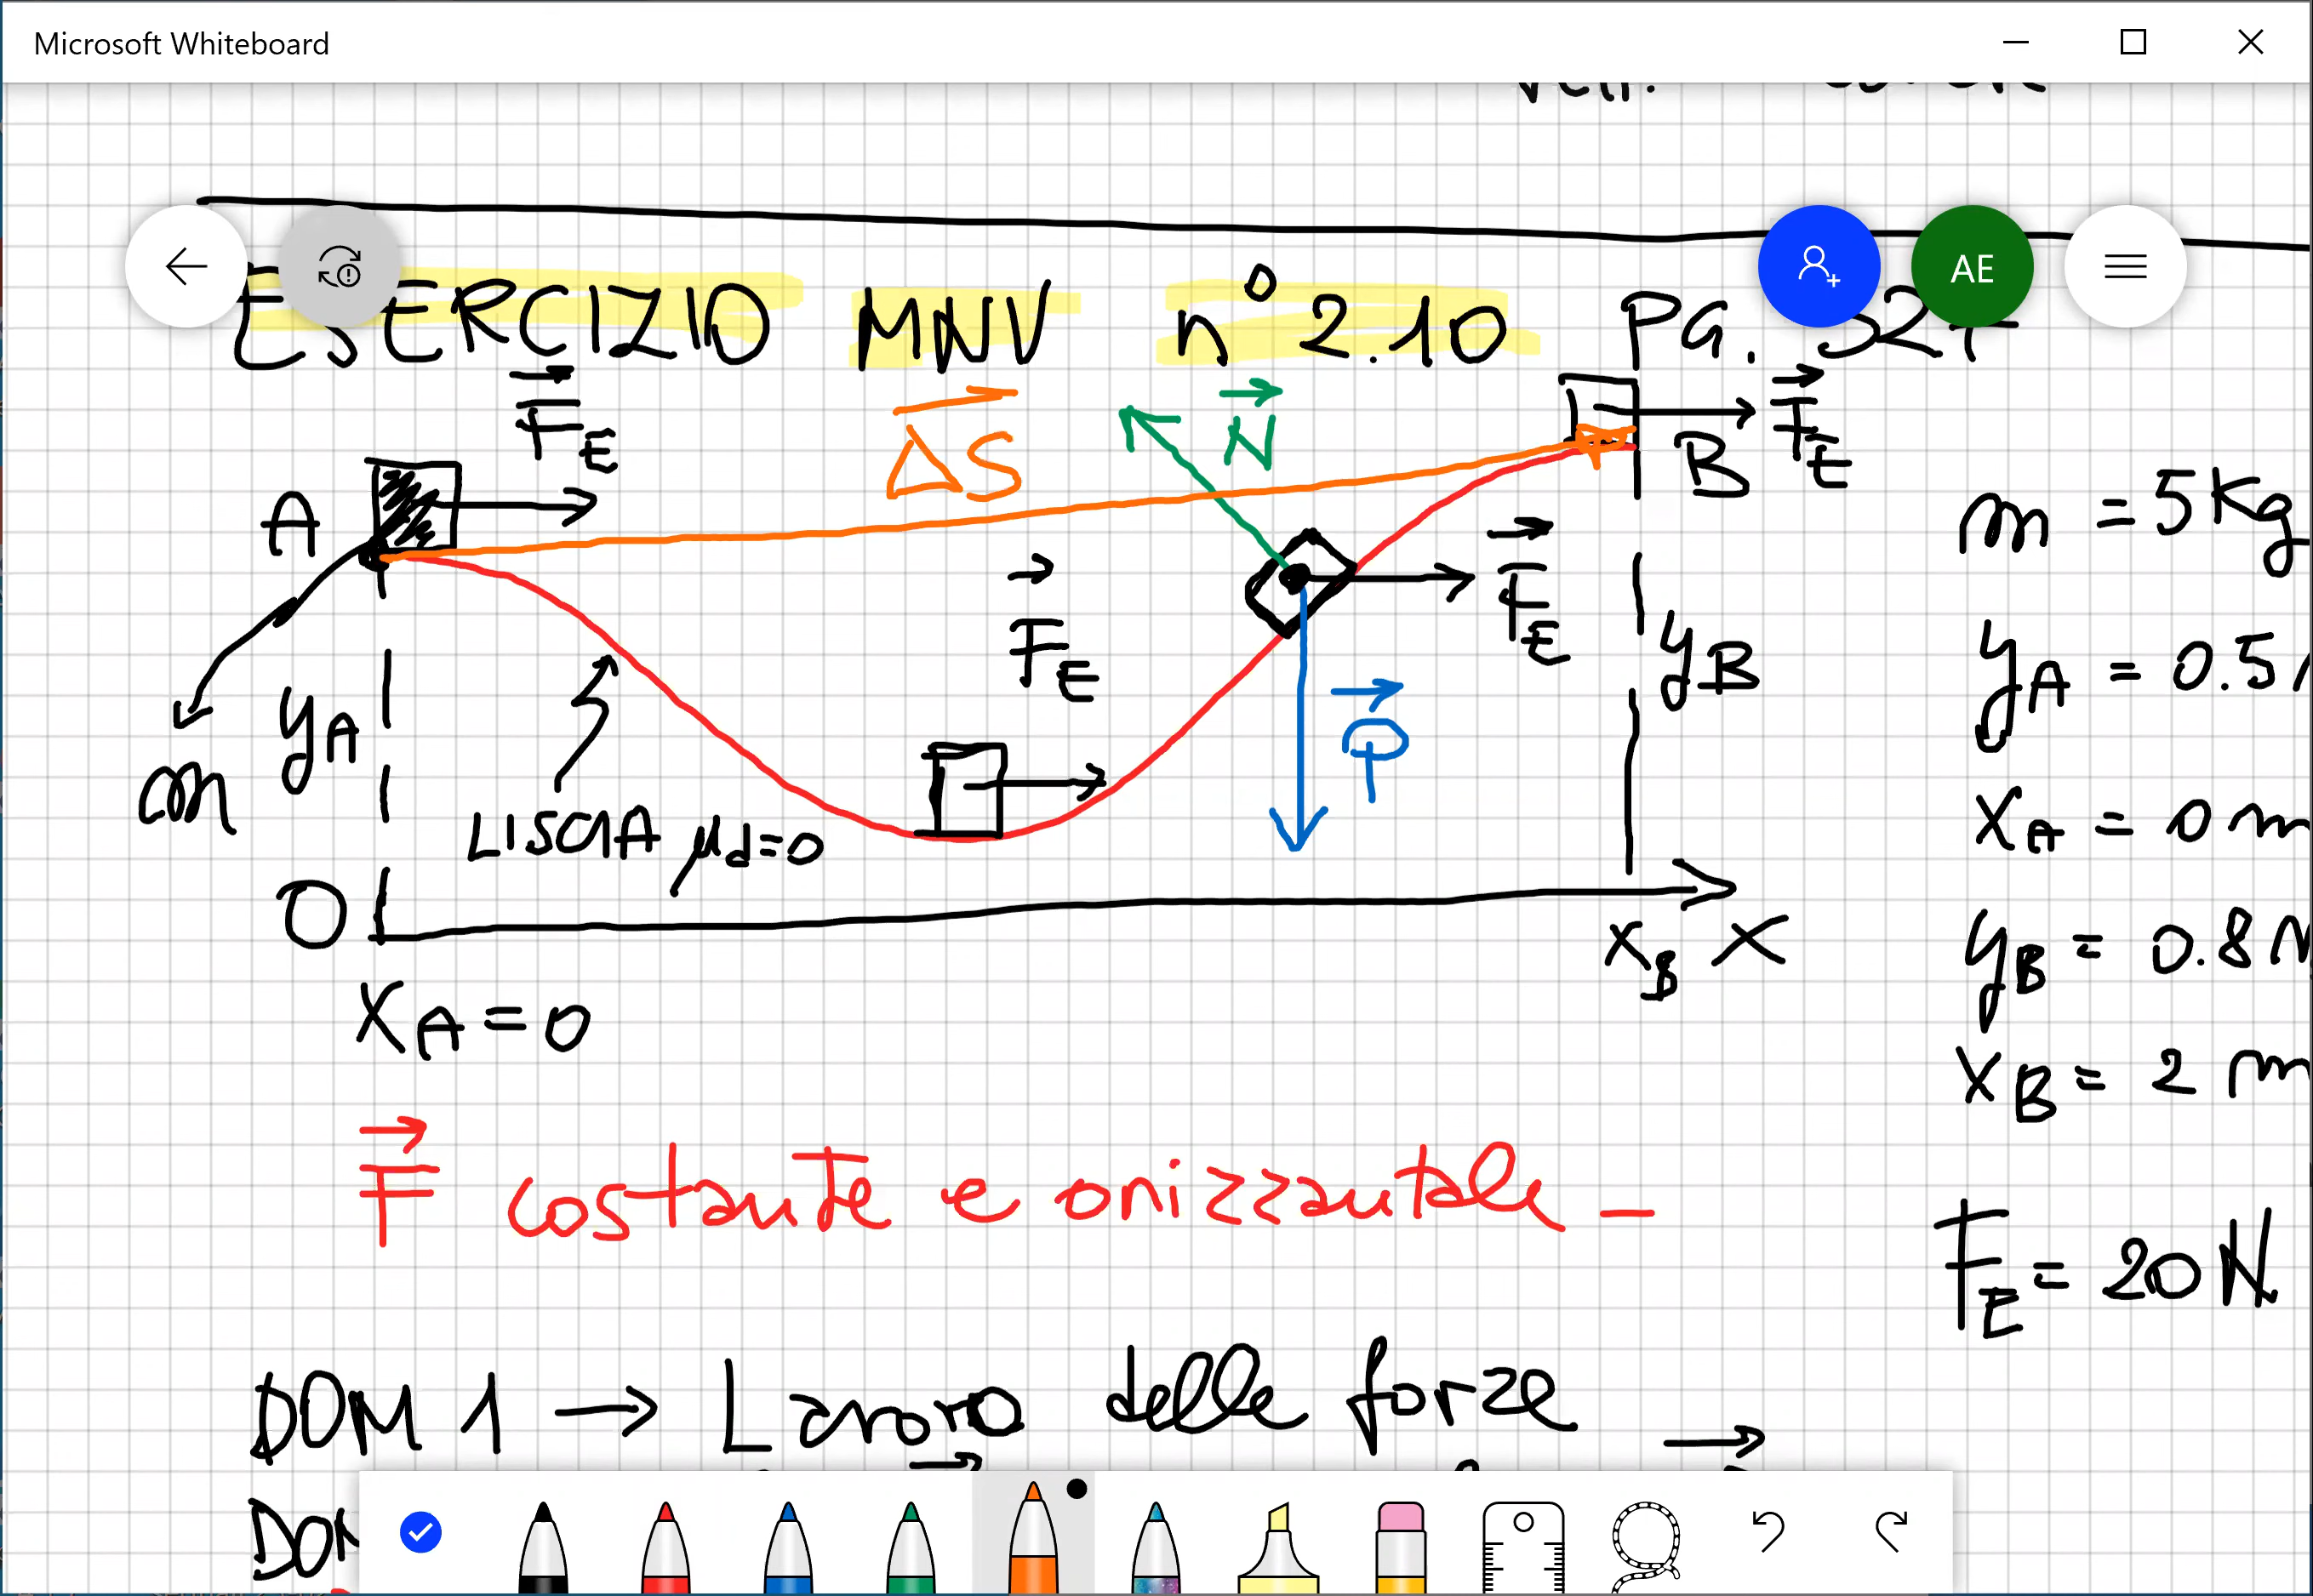 Microsoft Whiteboard
AE
ESERCIZIO MNV n° 2.10 PG.
F_E
ΔS
N
F_E
B
A
m = 5 Kg
F_E
F_E
y_A = 0.5
y_A
y_B
P
m
x_A = 0 m
LISCIA μ_d=0
O
x_B x
y_B = 0.8
x_A = 0
x_B = 2 m
F costante e orizzontale -
F_E = 20 N
DOM 1 → Lavoro delle forze